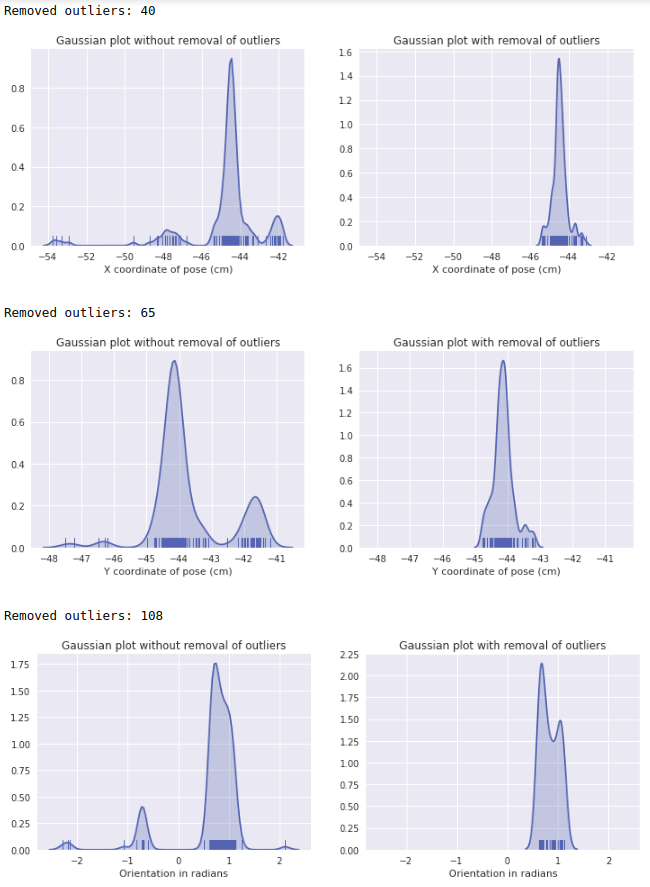 Removed outliers: 40
Gaussian plot without removal of outliers Gaussian plot with removal of outliers
1.6
1.4
0.8 1.2
1.0
0.6
0.8
0.4 0.6
0.4
0.2
0.2
0.0 0.0
−54 −52 −50 −48 −46 −44 −42 −54 −52 −50 −48 −46 −44 −42
X coordinate of pose (cm) X coordinate of pose (cm)
Removed outliers: 65
Gaussian plot without removal of outliers Gaussian plot with removal of outliers
1.6
0.8 1.4
1.2
0.6 1.0
0.8
0.4
0.6
0.2 0.4
0.2
0.0 0.0
−48 −47 −46 −45 −44 −43 −42 −41 −48 −47 −46 −45 −44 −43 −42 −41
Y coordinate of pose (cm) Y coordinate of pose (cm)
Removed outliers: 108
Gaussian plot without removal of outliers Gaussian plot with removal of outliers
2.25
1.75 2.00
1.50 1.75
1.25 1.50
1.00 1.25
0.75 1.00
0.50 0.75
0.50
0.25 0.25
0.00 0.00
−2 −1 0 1 2 −2 −1 0 1 2
Orientation in radians Orientation in radians